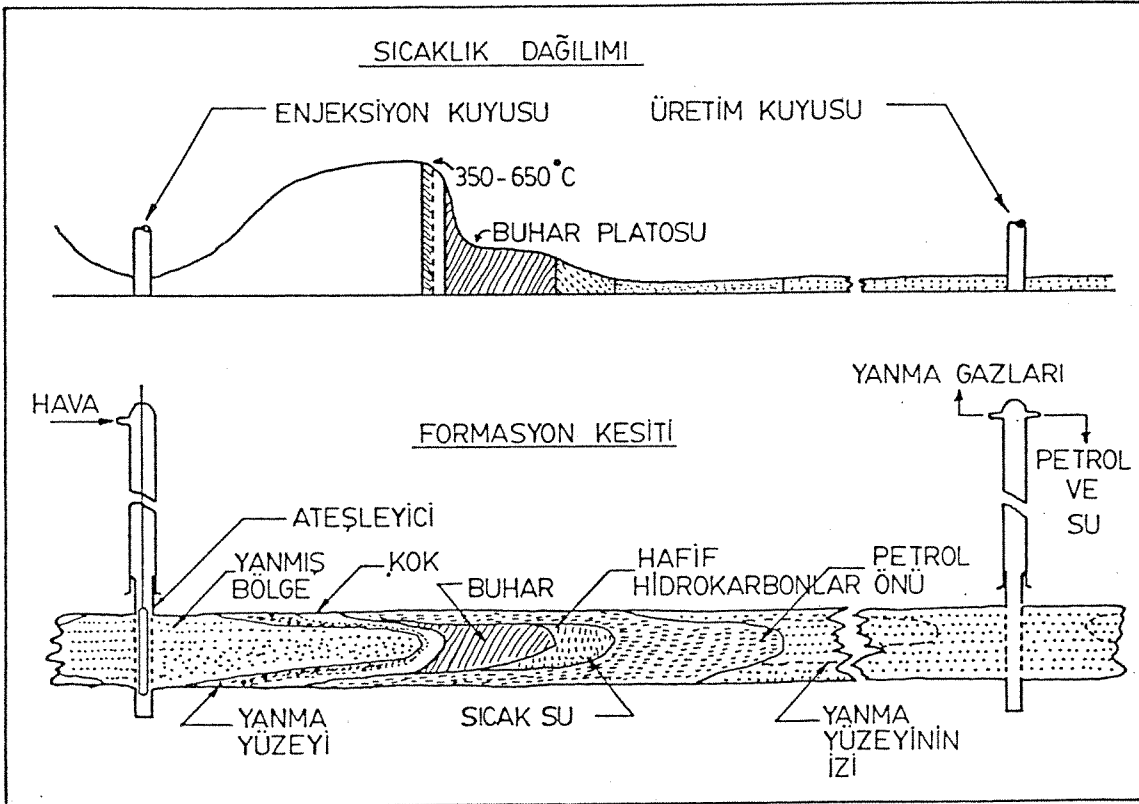 SICAKLIK DAĞILIMI
ENJEKSİYON KUYUSU
ÜRETİM KUYUSU
350-650°C
BUHAR PLATOSU
HAVA
YANMA GAZLARI
FORMASYON KESİTİ
PETROL
VE
SU
ATEŞLEYİCİ
YANMIŞ
BÖLGE
KOK
BUHAR
HAFİF
HİDROKARBONLAR
PETROL
ÖNÜ
YANMA
YÜZEYİ
SICAK SU
YANMA
YÜZEYİNİN
İZİ